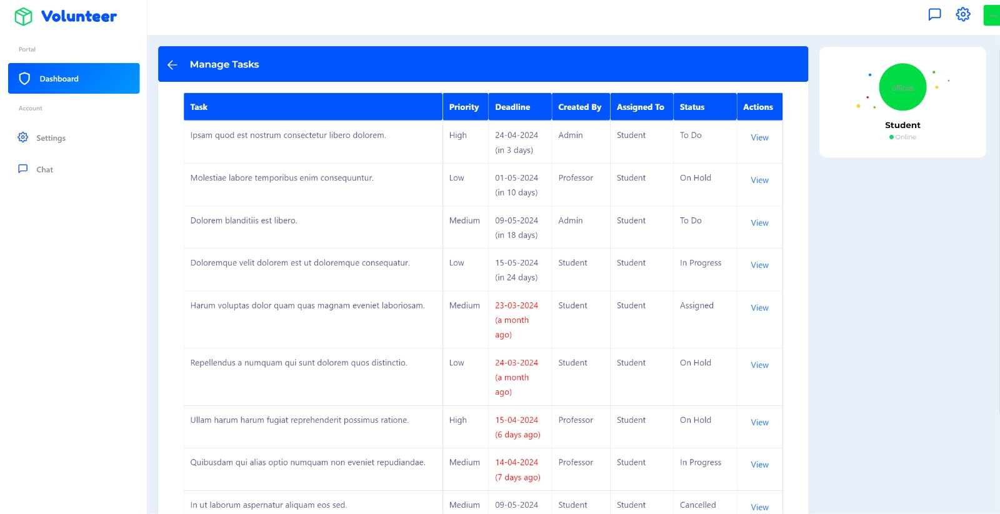 Volunteer
Portal
Dashboard
Account
Settings
Chat
Manage Tasks
Task Priority Deadline Created By Assigned To Status Actions
Ipsam quod est nostrum consectetur libero dolorem. High 24-04-2024 Admin Student To Do View
(in 3 days)
Molestiae labore temporibus enim consequuntur. Low 01-05-2024 Professor Student On Hold View
(in 10 days)
Dolorem blanditiis est libero. Medium 09-05-2024 Admin Student To Do View
(in 18 days)
Doloremque velit dolorem est ut doloremque consequatur. Low 15-05-2024 Student Student In Progress View
(in 24 days)
Harum voluptas dolor quam quas magnam eveniet laboriosam. Medium 23-03-2024 Student Student Assigned View
(a month
ago)
Repellendus a numquam qui sunt dolorem quos distinctio. Low 24-03-2024 Student Student On Hold View
(a month
ago)
Ullam harum harum fugiat reprehenderit possimus ratione. High 15-04-2024 Professor Student On Hold View
(6 days ago)
Quibusdam qui alias optio numquam non eveniet repudiandae. Medium 14-04-2024 Professor Student In Progress View
(7 days ago)
In ut laborum aspernatur aliquam eos sed. Medium 09-05-2024 Student Student Cancelled View
officiis
Student
Online